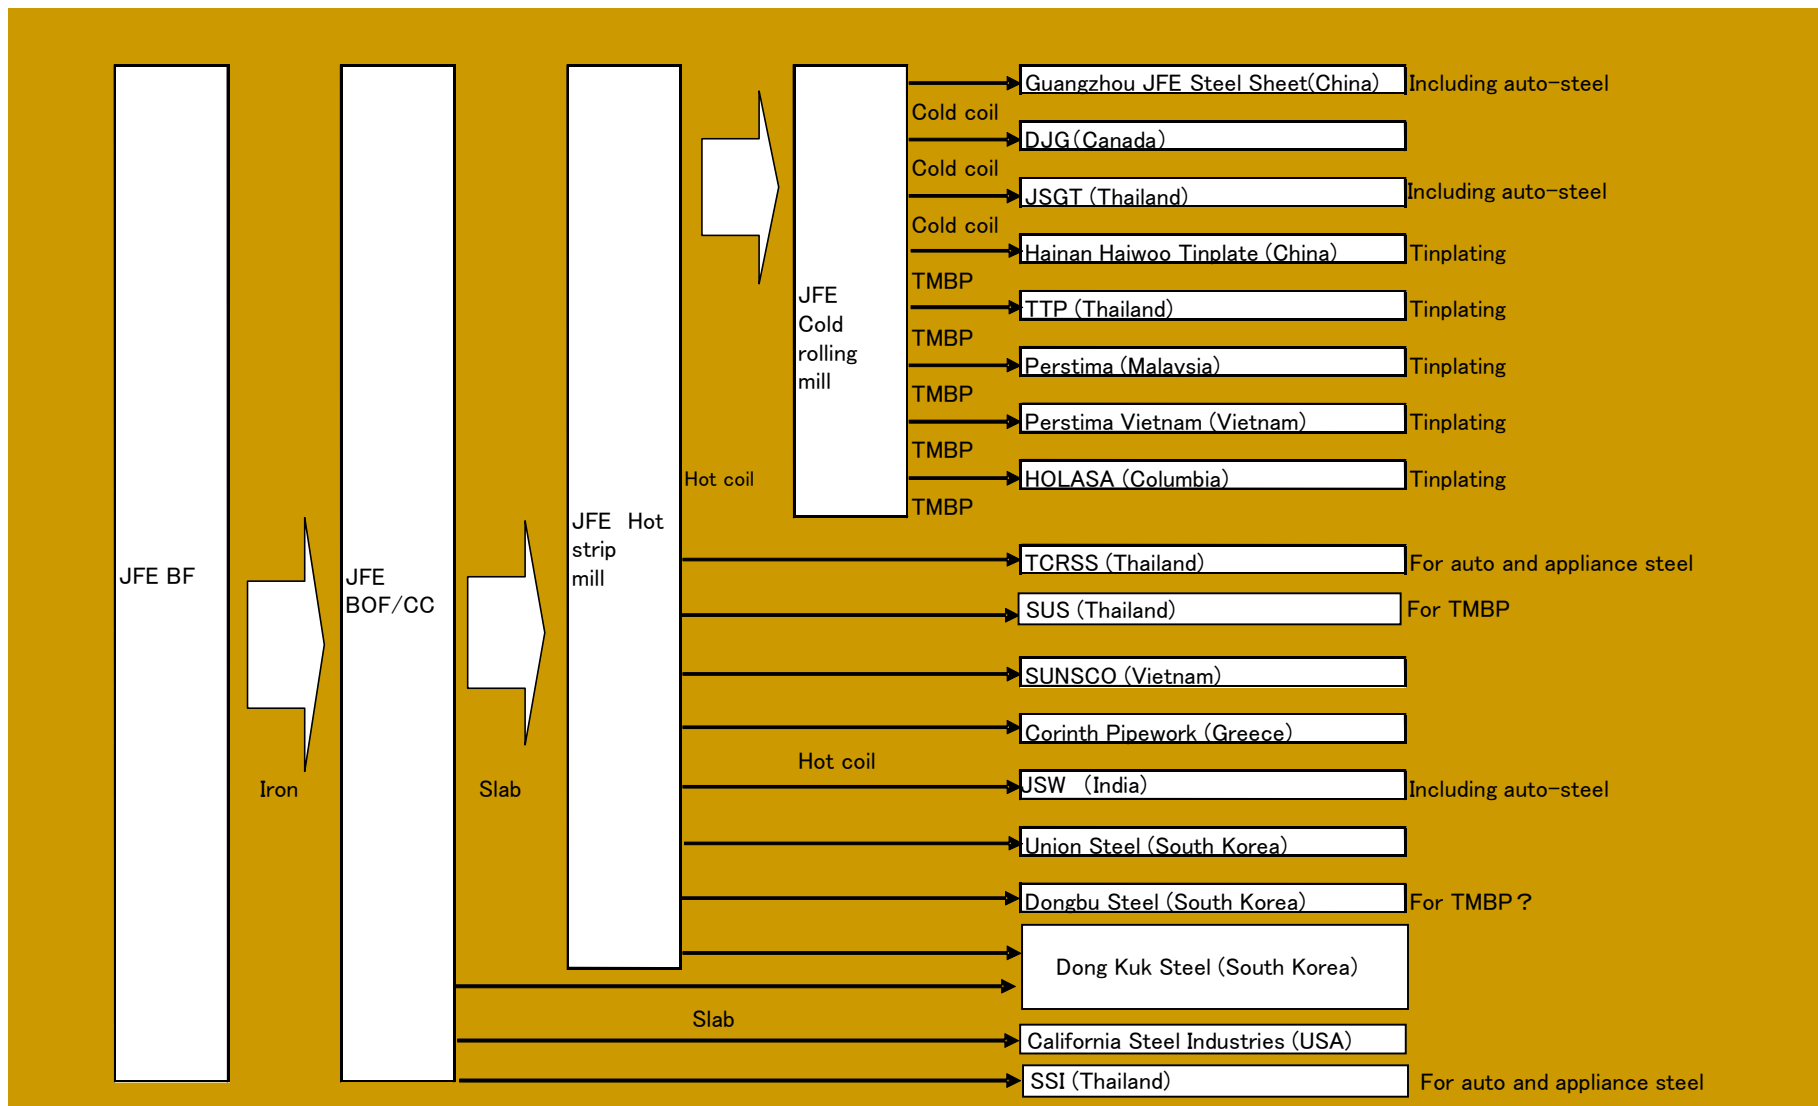 Guangzhou JFE Steel Sheet(China) Including auto-steel
Cold coil
DJG(Canada)
Cold coil
JSGT (Thailand) Including auto-steel
Cold coil
Hainan Haiwoo Tinplate (China) Tinplating
TMBP
TTP (Thailand) Tinplating
TMBP
Perstima (Malaysia) Tinplating
TMBP
Perstima Vietnam (Vietnam) Tinplating
TMBP
HOLASA (Columbia) Tinplating
TMBP
JFE
Cold
rolling
mill
Hot coil
JFE Hot
strip
mill
JFE BF
JFE
BOF/CC
TCRSS (Thailand) For auto and appliance steel
SUS (Thailand) For TMBP
SUNSCO (Vietnam)
Corinth Pipework (Greece)
Hot coil
Iron
Slab
JSW (India) Including auto-steel
Union Steel (South Korea)
Dongbu Steel (South Korea) For TMBP？
Dong Kuk Steel (South Korea)
Slab
California Steel Industries (USA)
SSI (Thailand) For auto and appliance steel